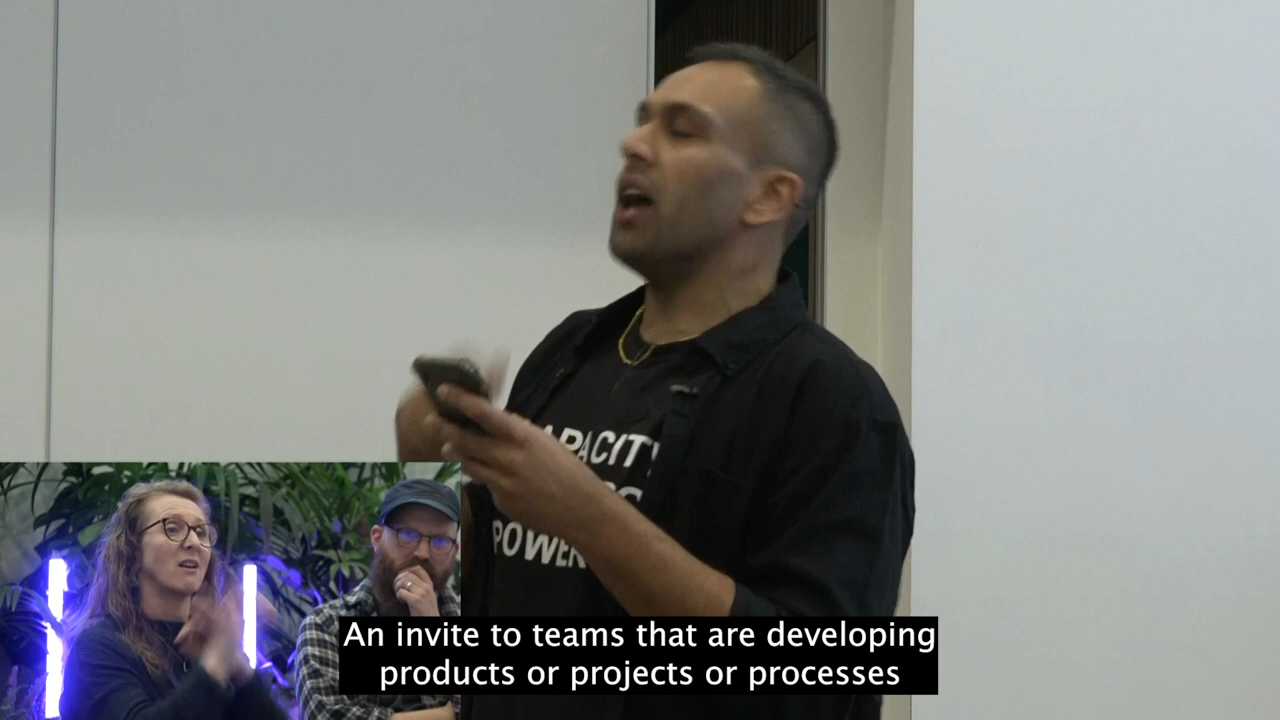 POWER
An invite to teams that are developing
products or projects or processes